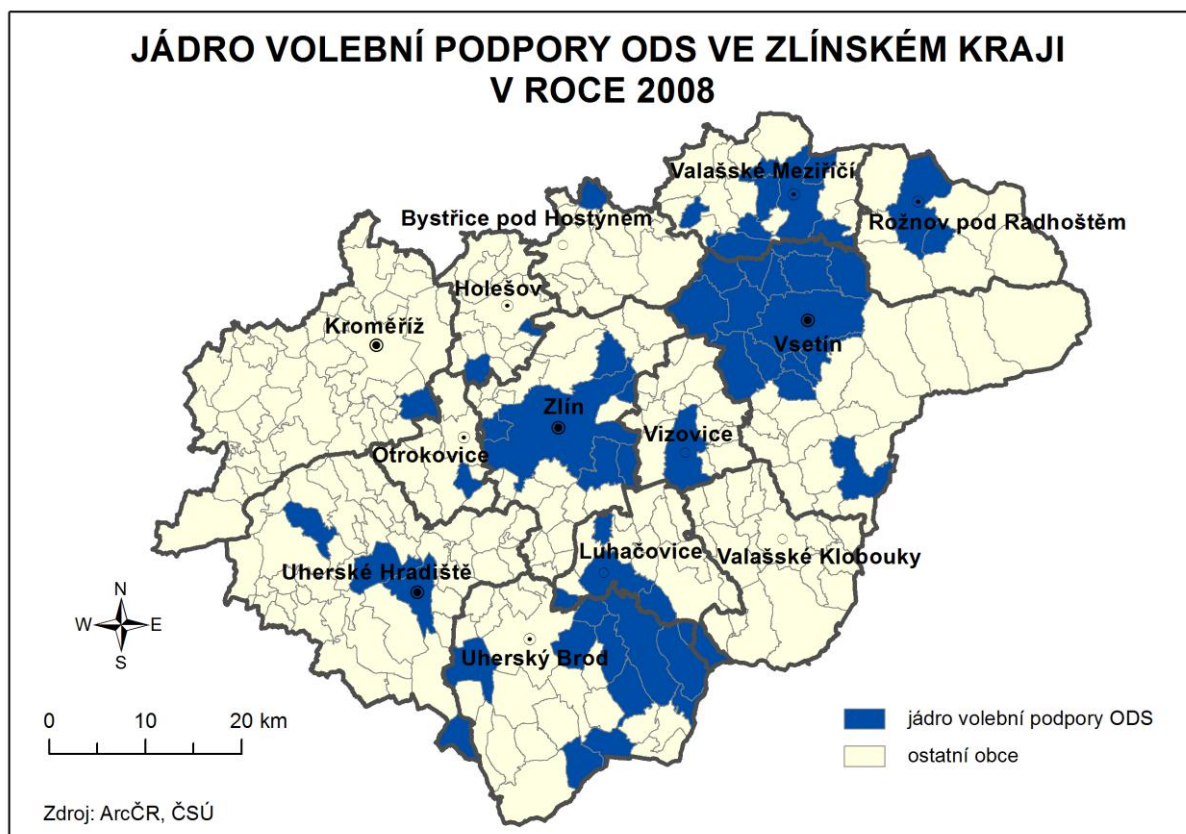 JÁDRO VOLEBNÍ PODPORY ODS VE ZLÍNSKÉM KRAJI
V ROCE 2008
Valašské Meziříčí
Bystřice pod Hostýnem
Rožnov pod Radhoštěm
Holešov
Kroměříž
Vsetín
Zlín
Vizovice
Otrokovice
Luhačovice
Valašské Klobouky
Uherské Hradiště
Uherský Brod
N
W E
S
0 10 20 km
jádro volební podpory ODS
ostatní obce
Zdroj: ArcČR, ČSÚ